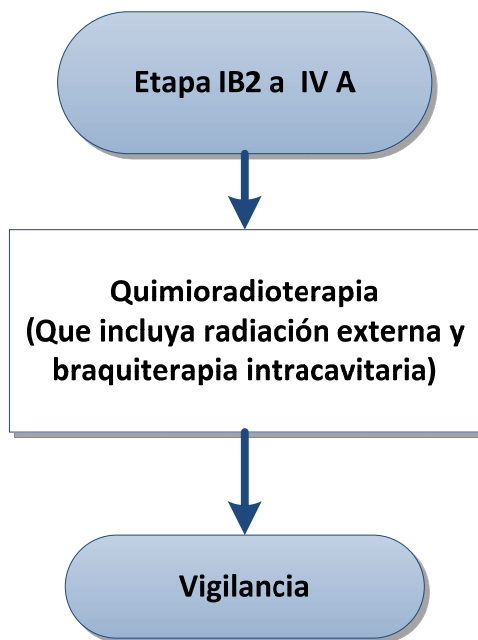 Etapa IB2 a IV A
Quimioradioterapia
(Que incluya radiación externa y
braquiterapia intracavitaria)
Vigilancia